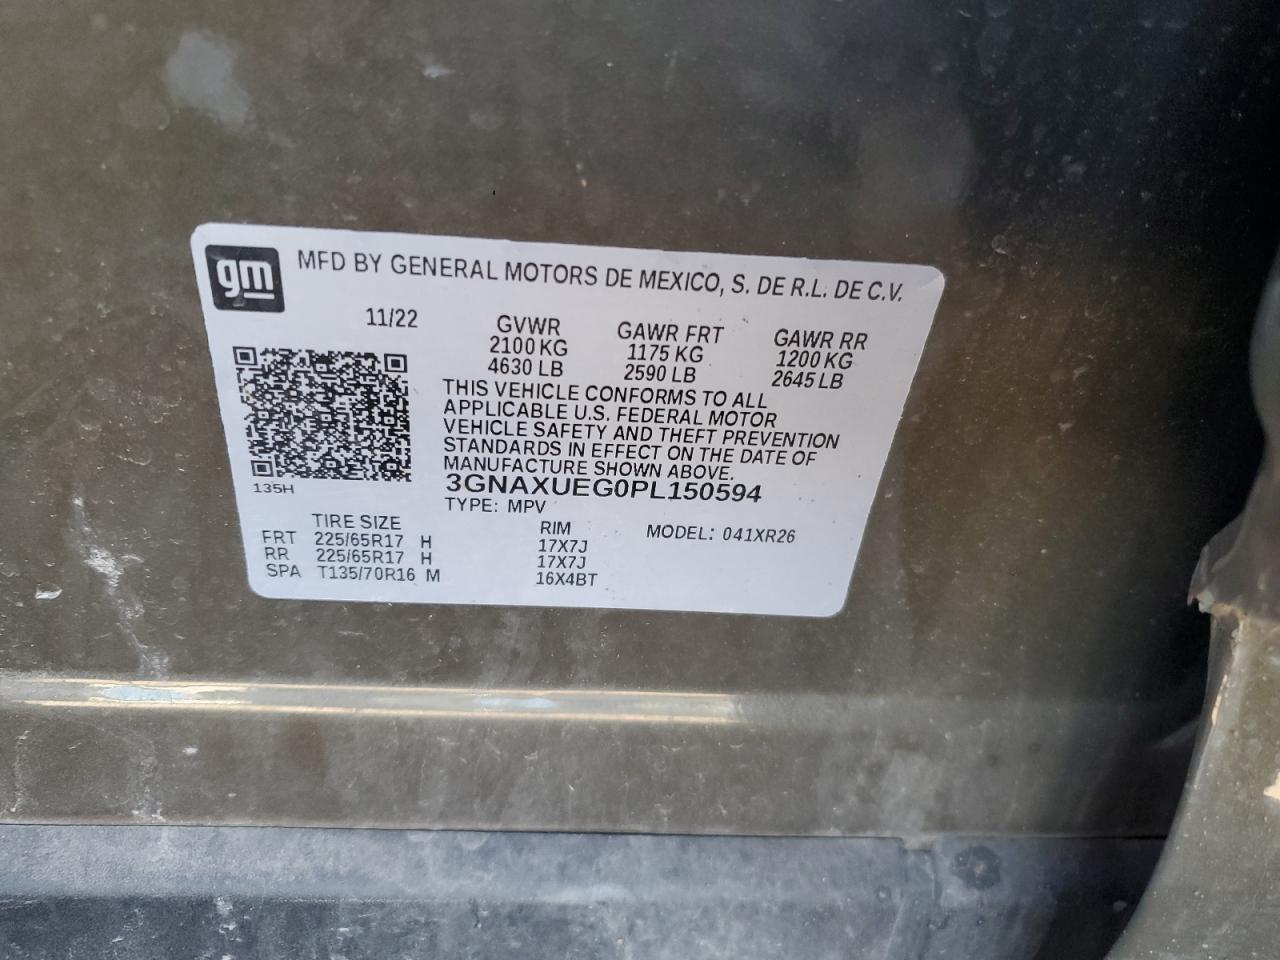 gm
MFD BY GENERAL MOTORS DE MEXICO, S. DE R.L. DE C.V.
11/22 GVWR GAWR FRT GAWR RR
2100 KG 1175 KG 1200 KG
4630 LB 2590 LB 2645 LB
THIS VEHICLE CONFORMS TO ALL
APPLICABLE U.S. FEDERAL MOTOR
VEHICLE SAFETY AND THEFT PREVENTION
STANDARDS IN EFFECT ON THE DATE OF
MANUFACTURE SHOWN ABOVE.
135H
3GNAXUEG0PL150594
TYPE: MPV
TIRE SIZE RIM MODEL: 041XR26
FRT 225/65R17 H 17X7J
RR 225/65R17 H 17X7J
SPA T135/70R16 M 16X4BT